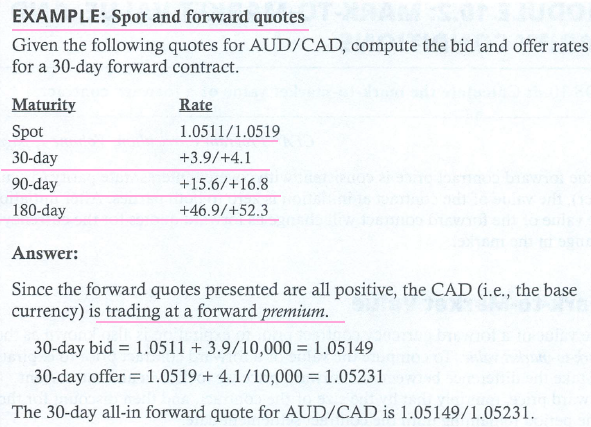 EXAMPLE: Spot and forward quotes
Given the following quotes for AUD/CAD, compute the bid and offer rates
for a 30-day forward contract.
Maturity Rate
Spot 1.0511/1.0519
30-day +3.9/+4.1
90-day +15.6/+16.8
180-day +46.9/+52.3
Answer:
Since the forward quotes presented are all positive, the CAD (i.e., the base
currency) is trading at a forward premium.
30-day bid = 1.0511 + 3.9/10,000 = 1.05149
30-day offer = 1.0519 + 4.1/10,000 = 1.05231
The 30-day all-in forward quote for AUD/CAD is 1.05149/1.05231.